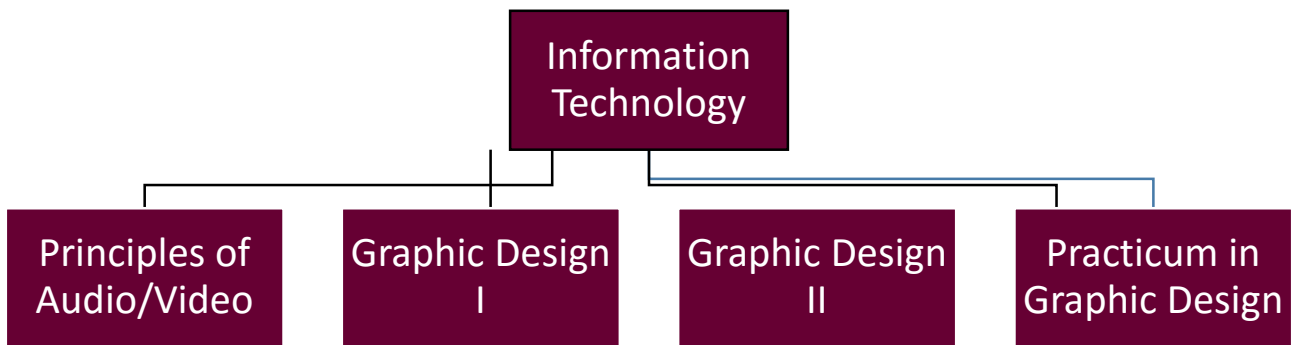 Information
Technology
Principles of
Audio/Video
Graphic Design
I
Graphic Design
II
Practicum in
Graphic Design